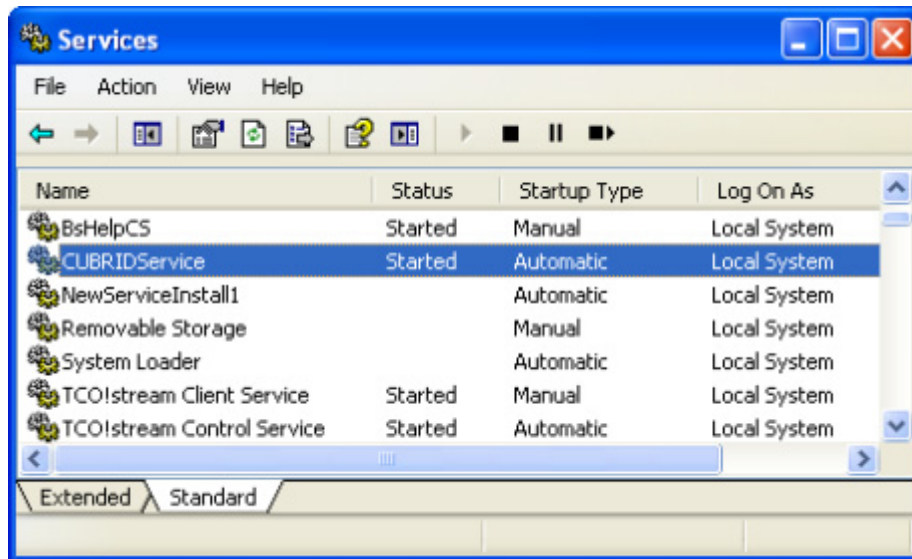 Services
File Action View Help
Name Status Startup Type Log On As
BsHelpCS Started Manual Local System
CUBRIDService Started Automatic Local System
NewServiceInstall1 Automatic Local System
Removable Storage Manual Local System
System Loader Automatic Local System
TCO!stream Client Service Started Manual Local System
TCO!stream Control Service Started Automatic Local System
Extended Standard